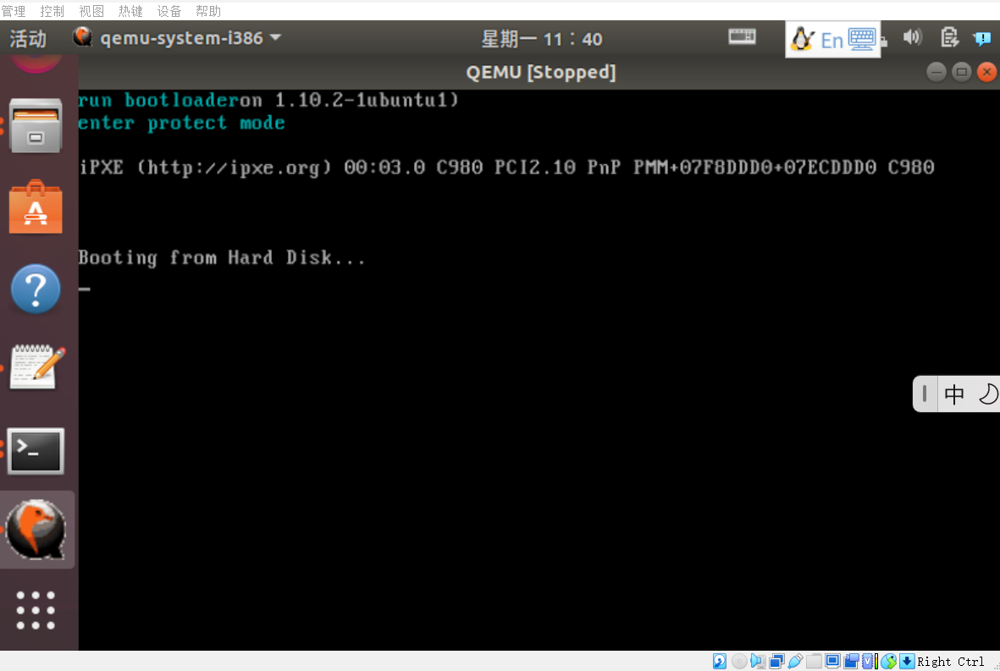 管理 控制 视图 热键 设备 帮助
活动 qemu-system-i386 星期一 11：40 En
QEMU [Stopped]
run bootloaderon 1.10.2-1ubuntu1)
enter protect mode
iPXE (http://ipxe.org) 00:03.0 C980 PCI2.10 PnP PMM+07F8DDD0+07ECDDD0 C980
Booting from Hard Disk...
中
Right Ctrl